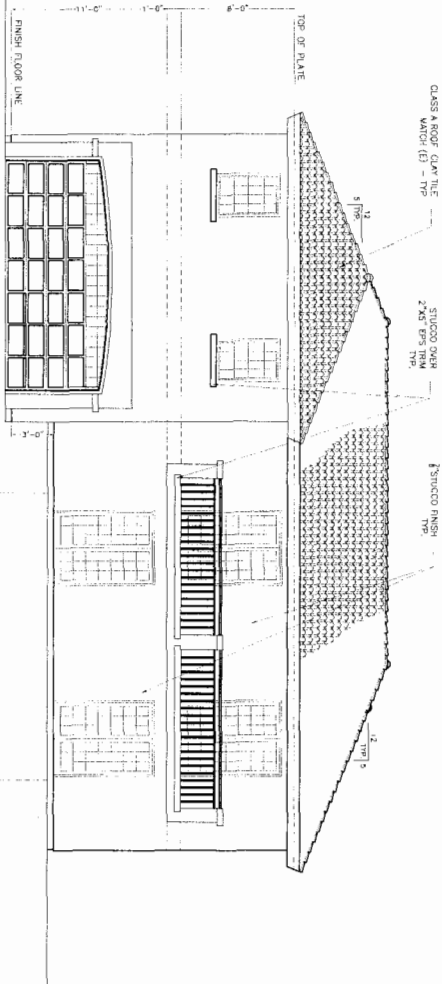 CLASS A ROOF CLAY TILE
MATCH (E) - TYP
STUCCO OVER
2"X5" EPS TRIM
TYP.
STUCCO FINISH
TYP.
TOP OF PLATE
8'-0"
1'-0"
11'-0"
FINISH FLOOR LINE
12
5
TYP
12
TYP
5
3'-0"